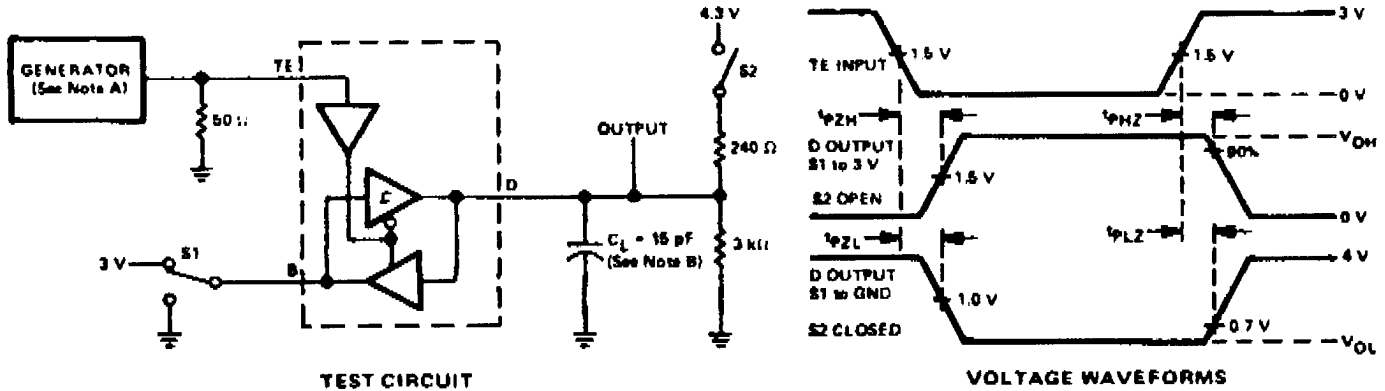 GENERATOR
(See Note A)
TE
50 Ω
4.3 V
S2
OUTPUT
240 Ω
D
CL = 15 pF
(See Note B)
3 kΩ
3 V
S1
B
TEST CIRCUIT
3 V
1.5 V
1.5 V
TE INPUT
0 V
tPZH
tPHZ
VOH
D OUTPUT
S1 to 3 V
90%
1.5 V
S2 OPEN
0 V
tPZL
tPLZ
4 V
D OUTPUT
S1 to GND
1.0 V
S2 CLOSED
0.7 V
VOL
VOLTAGE WAVEFORMS